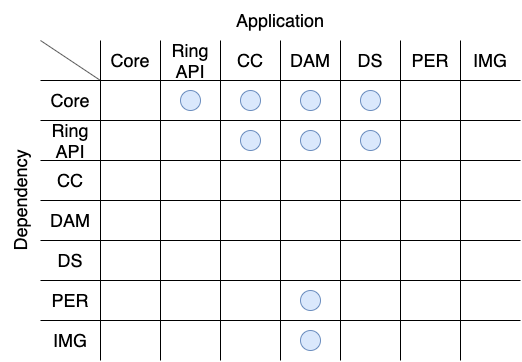 Application
Core
Ring
API
CC
DAM
DS
PER
IMG
Dependency
Core
Ring
API
CC
DAM
DS
PER
IMG